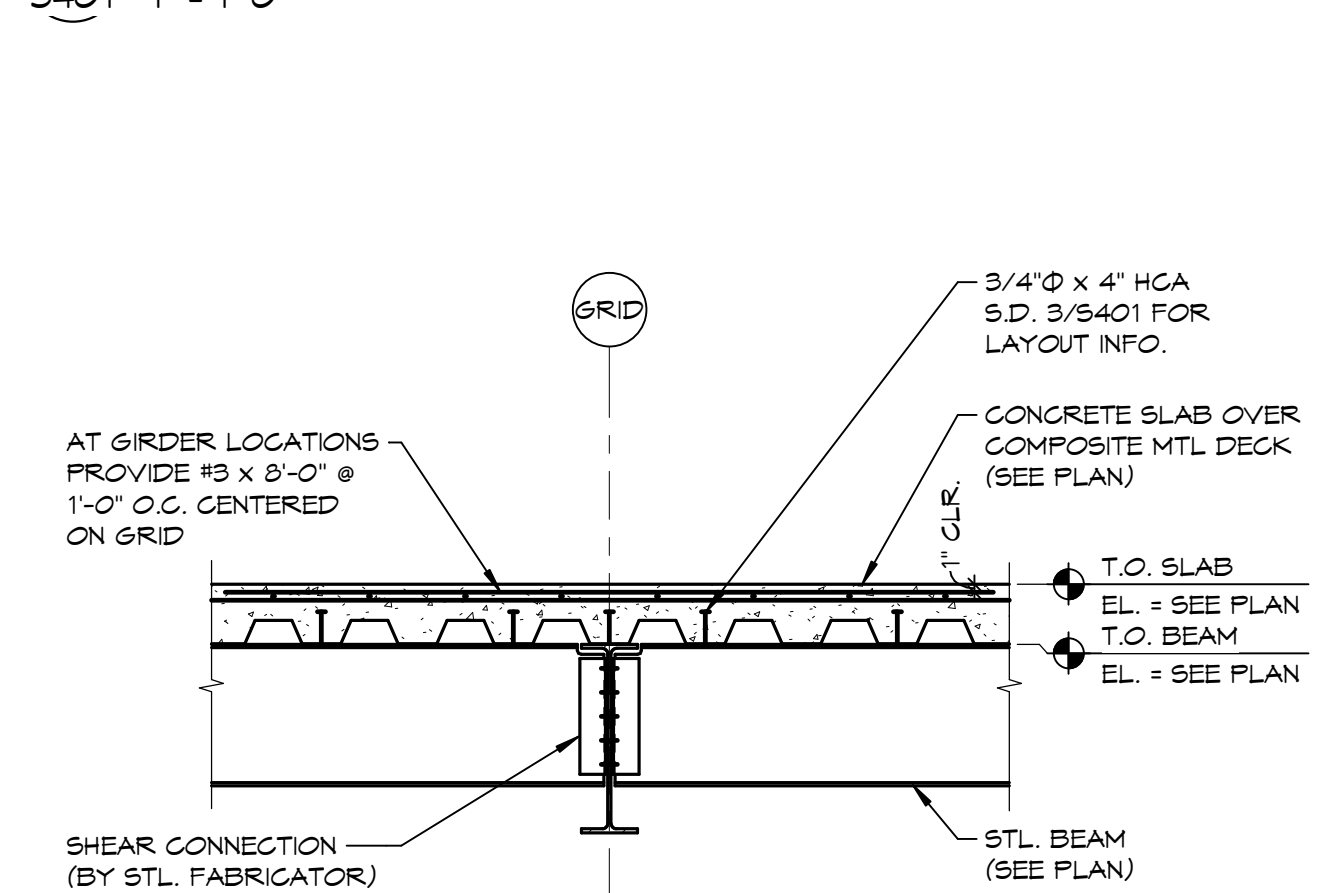 GRID
3/4"Φ x 4" HCA
S.D. 3/S401 FOR
LAYOUT INFO.
CONCRETE SLAB OVER
COMPOSITE MTL DECK
(SEE PLAN)
AT GIRDER LOCATIONS
PROVIDE #3 x 8'-0" @
1'-0" O.C. CENTERED
ON GRID
1" CLR.
T.O. SLAB
EL. = SEE PLAN
T.O. BEAM
EL. = SEE PLAN
SHEAR CONNECTION
(BY STL. FABRICATOR)
STL. BEAM
(SEE PLAN)